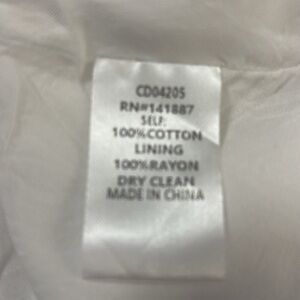 CD04205
RN#141887
SELF:
100%COTTON
LINING
100%RAYON
DRY CLEAN
MADE IN CHINA